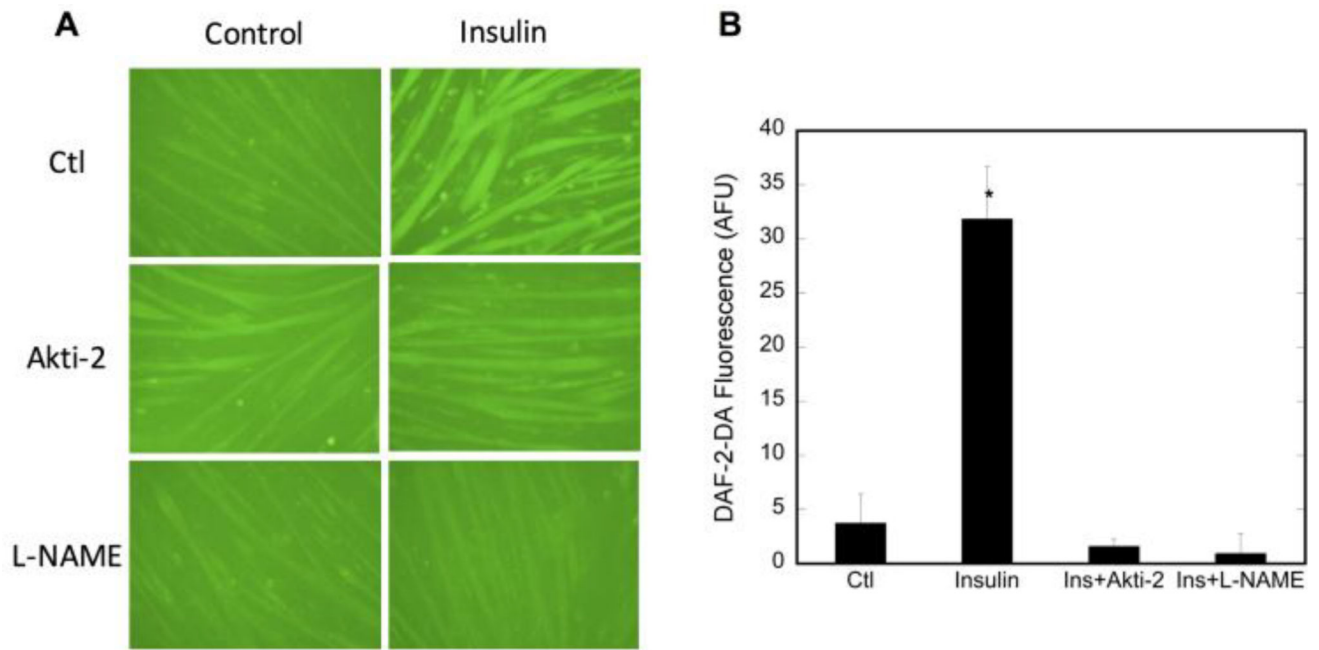 A
Control
Insulin
Ctl
Akti-2
L-NAME
B
DAF-2-DA Fluorescence (AFU)
40
35
30
25
20
15
10
5
0
*
Ctl
Insulin
Ins+Akti-2
Ins+L-NAME